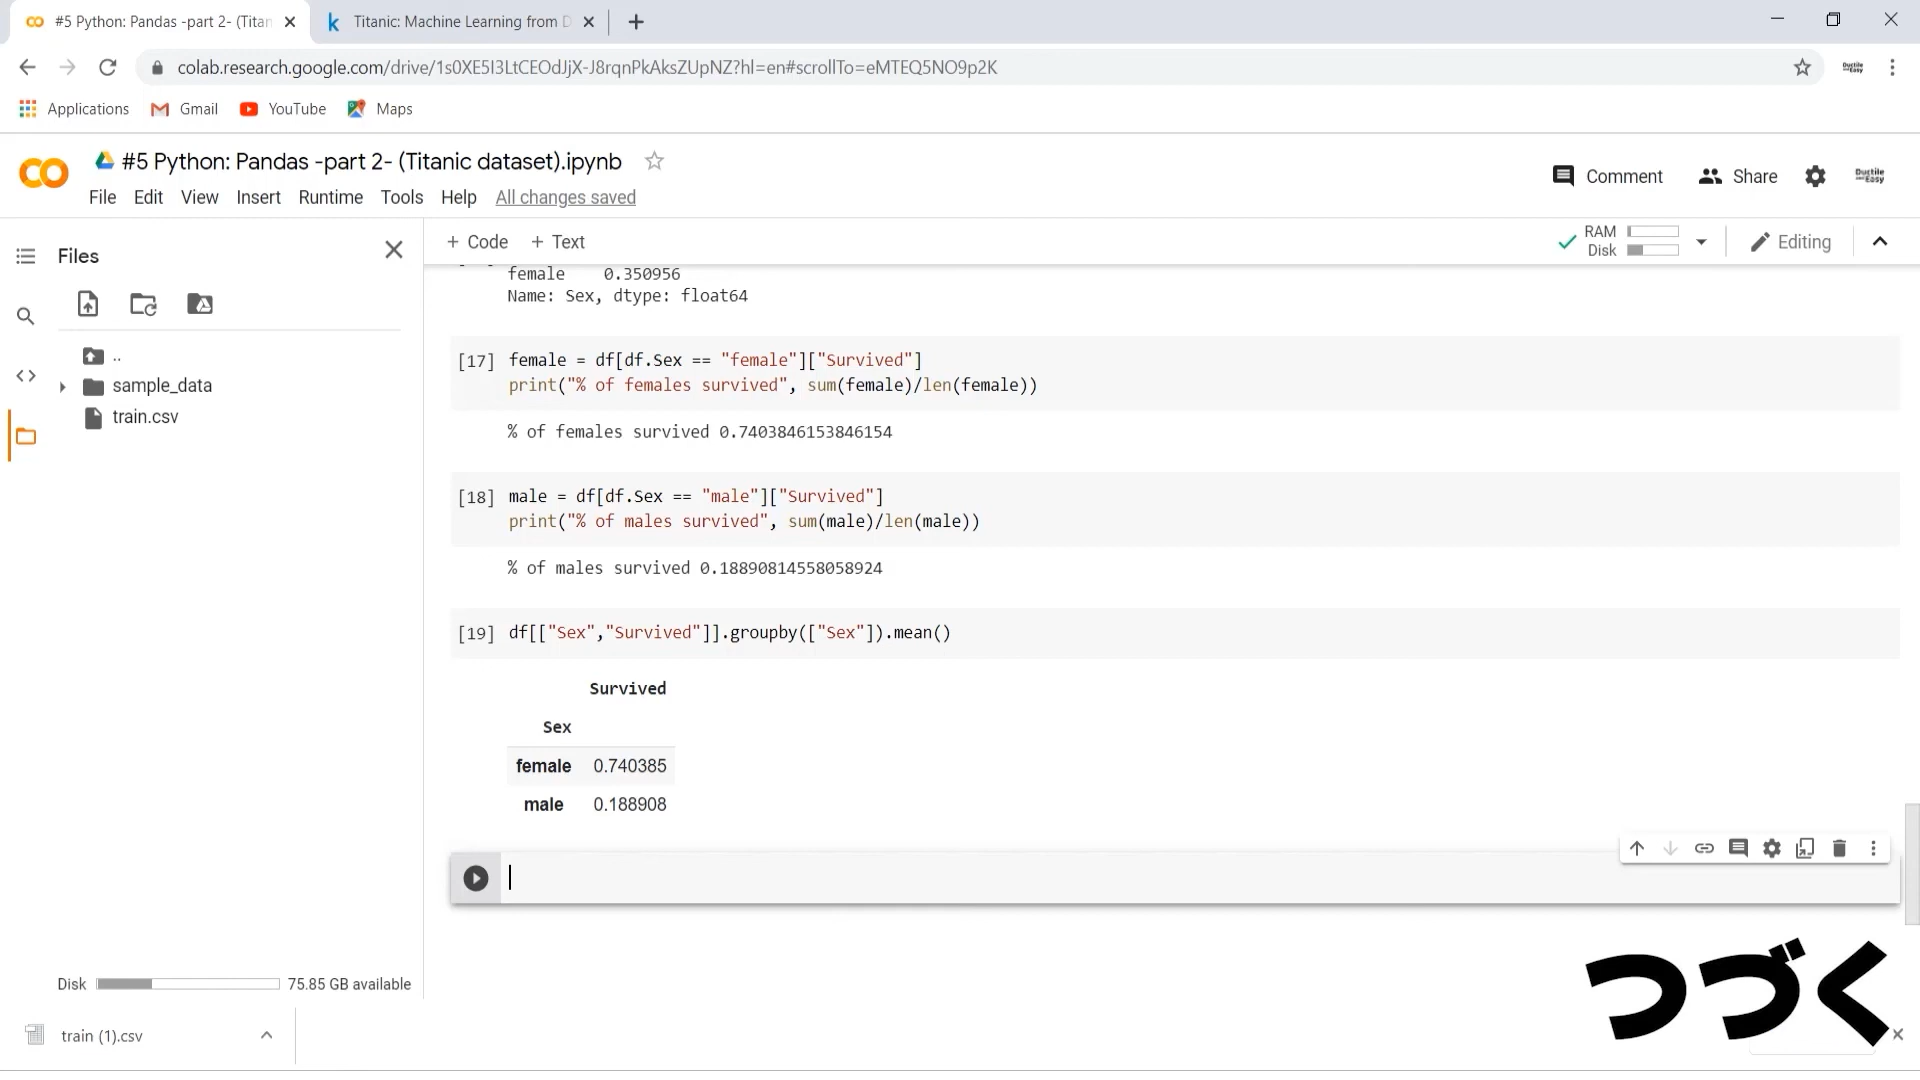 #5 Python: Pandas -part 2- (Titan
Titanic: Machine Learning from D
colab.research.google.com/drive/1s0XE5I3LtCEOdJjX-J8rqnPkAksZUpNZ?hl=en#scrollTo=eMTEQ5NO9p2K
Ductile and Easy
Applications
Gmail
YouTube
Maps
#5 Python: Pandas -part 2- (Titanic dataset).ipynb
Comment
Share
Ductile and Easy
File Edit View Insert Runtime Tools Help All changes saved
Files
+ Code + Text
RAM
Disk
Editing
..
sample_data
train.csv
female 0.350956
Name: Sex, dtype: float64
[17] female = df[df.Sex == "female"]["Survived"]
print("% of females survived", sum(female)/len(female))
% of females survived 0.7403846153846154
[18] male = df[df.Sex == "male"]["Survived"]
print("% of males survived", sum(male)/len(male))
% of males survived 0.18890814558058924
[19] df[["Sex","Survived"]].groupby(["Sex"]).mean()
Survived
Sex
female 0.740385
male 0.188908
Disk 75.85 GB available
train (1).csv
つづく